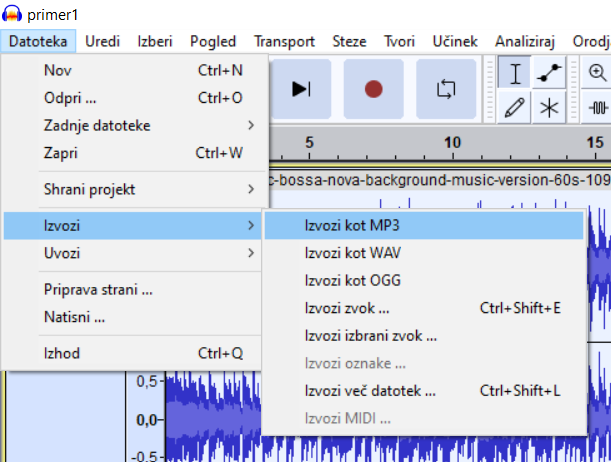 primer1
Datoteka Uredi Izberi Pogled Transport Steze Tvori Učinek Analiziraj Orodj
Nov Ctrl+N
Odpri ... Ctrl+O
Zadnje datoteke
Zapri Ctrl+W
Shrani projekt
Izvozi
Uvozi
Priprava strani ...
Natisni ...
Izhod Ctrl+Q
5 10 15
c-bossa-nova-background-music-version-60s-109
Izvozi kot MP3
Izvozi kot WAV
Izvozi kot OGG
Izvozi zvok ... Ctrl+Shift+E
Izvozi izbrani zvok ...
Izvozi oznake ...
Izvozi več datotek ... Ctrl+Shift+L
Izvozi MIDI ...
0,5-
0,0-
-0,5-